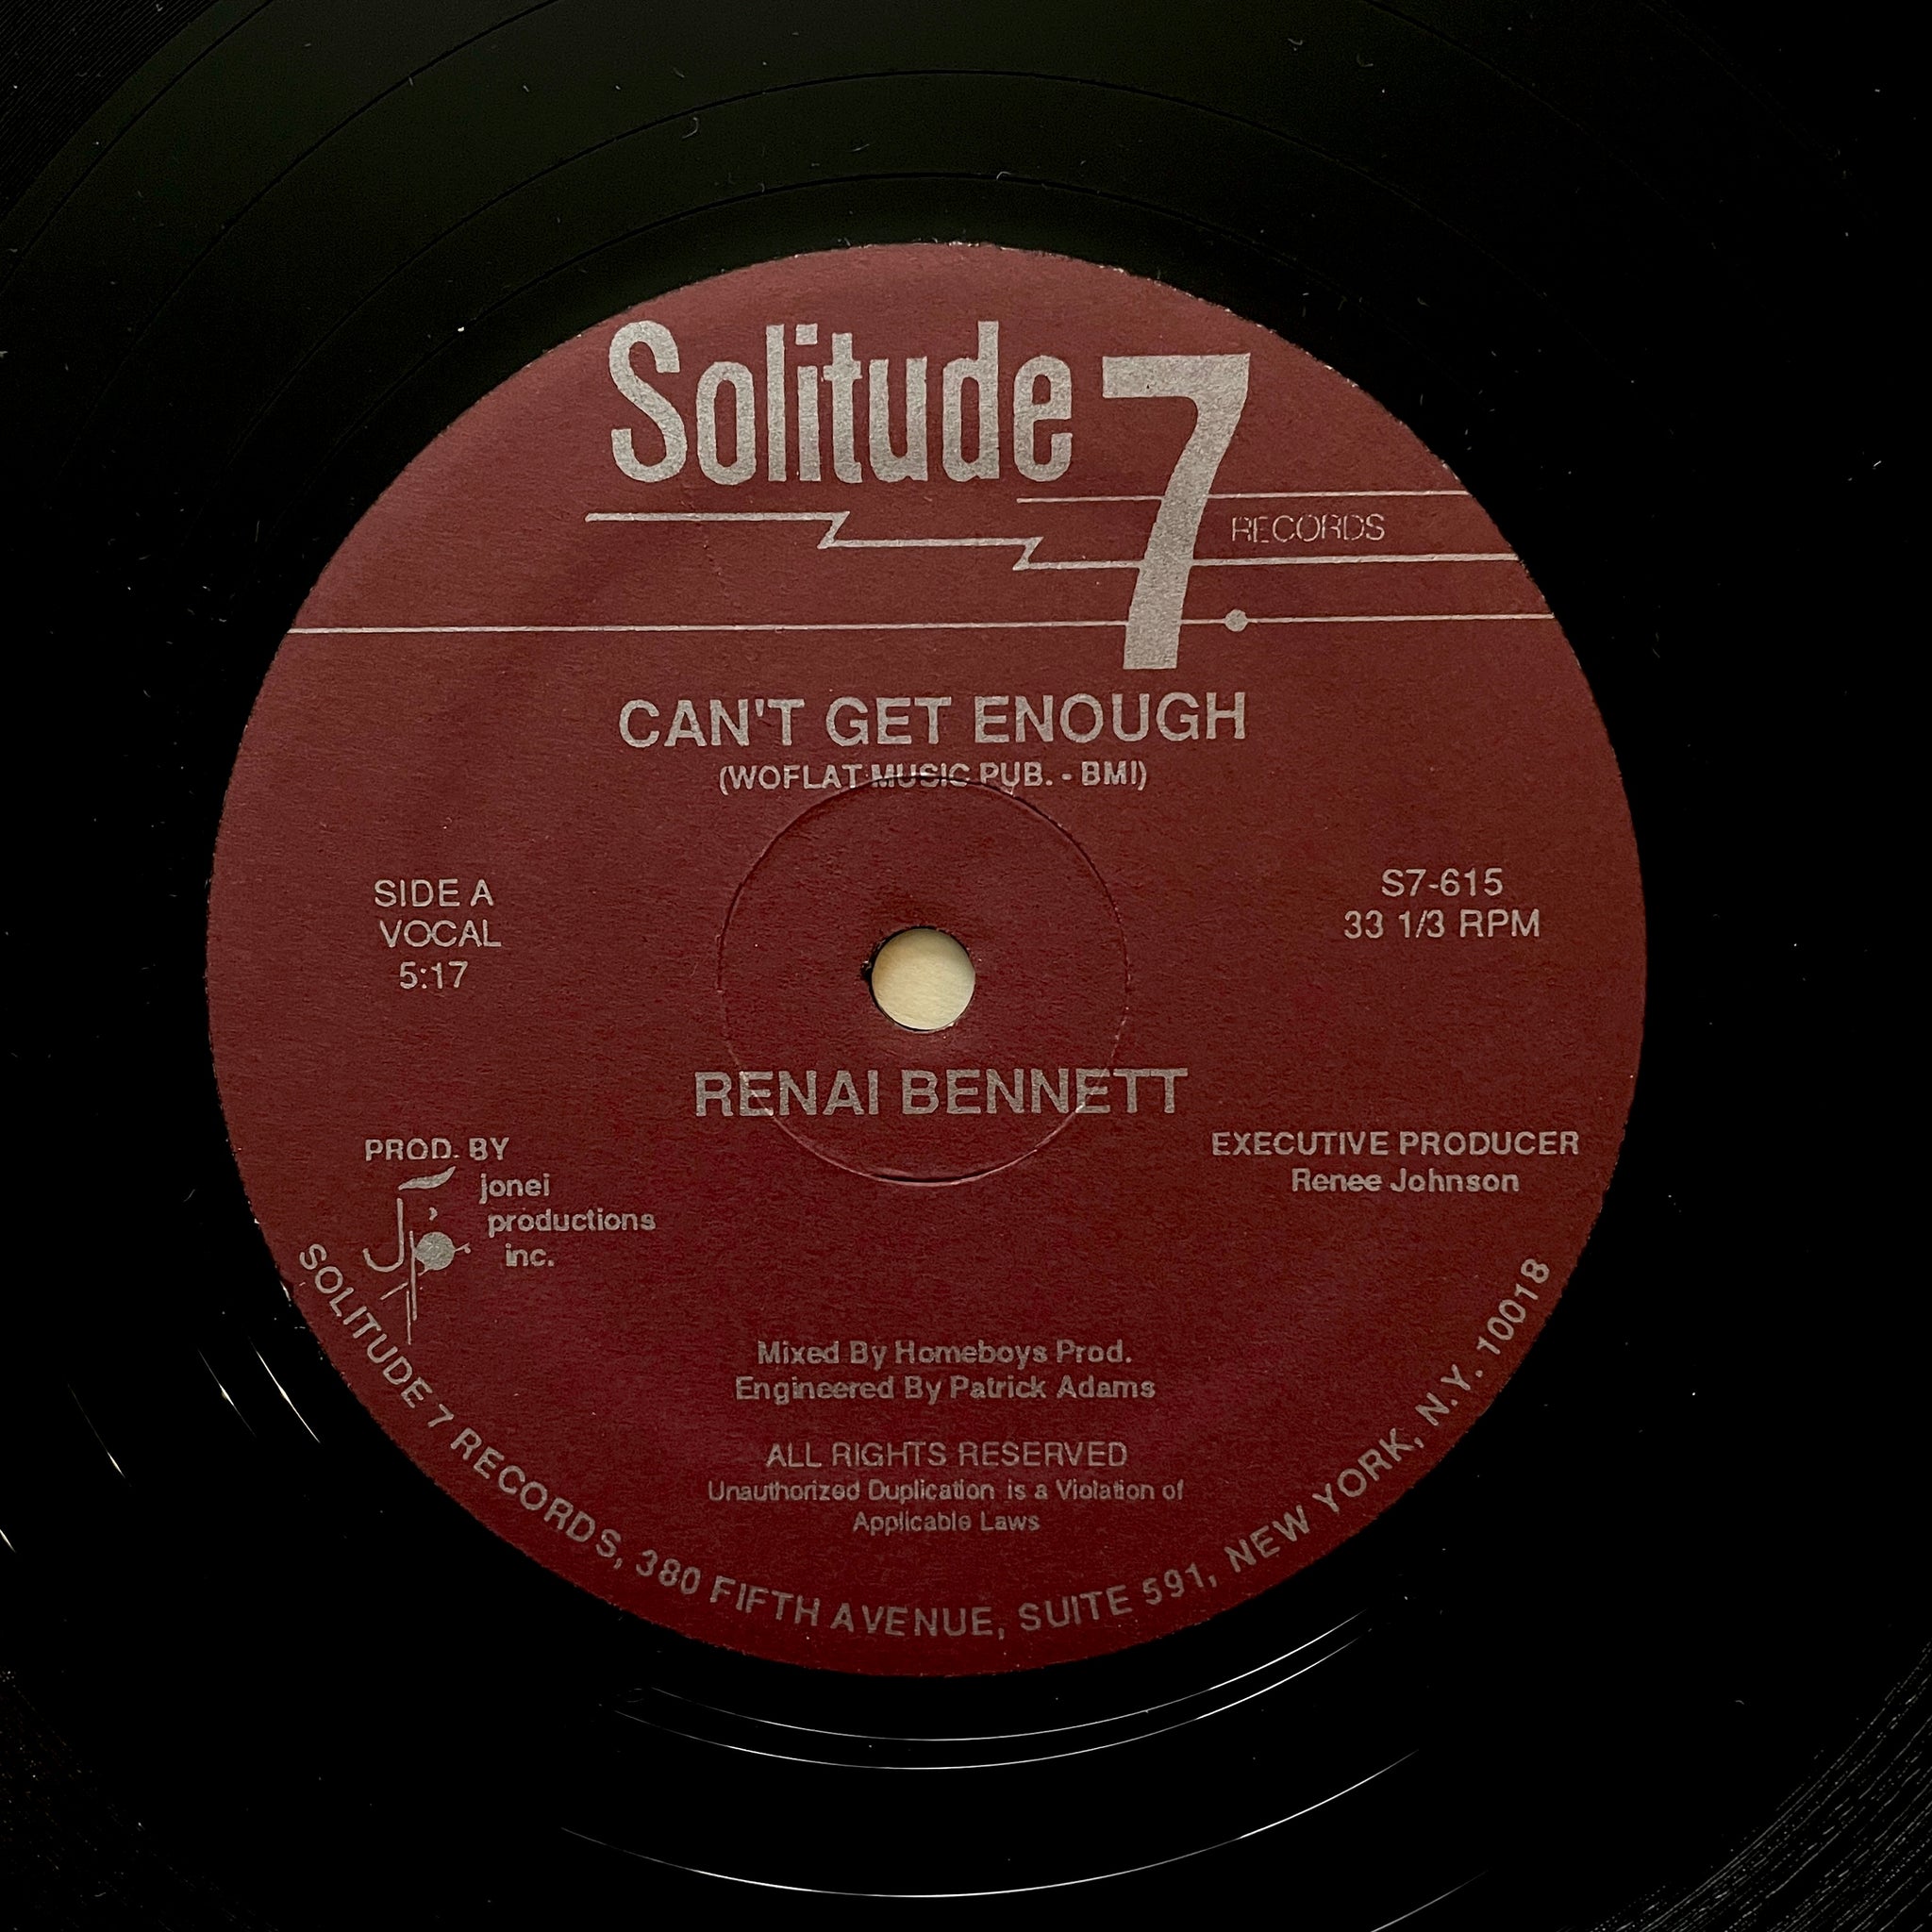 Solitude 7.
RECORDS
CAN'T GET ENOUGH
(WOFLAT MUSIC PUB. - BMI)
SIDE A
VOCAL
5:17
S7-615
33 1/3 RPM
RENAI BENNETT
PROD. BY
jonei
productions
inc.
EXECUTIVE PRODUCER
Renee Johnson
Mixed By Homeboys Prod.
Engineered By Patrick Adams
ALL RIGHTS RESERVED
Unauthorized Duplication is a Violation of
Applicable Laws
SOLITUDE 7 RECORDS, 380 FIFTH AVENUE, SUITE 591, NEW YORK, N.Y. 10018